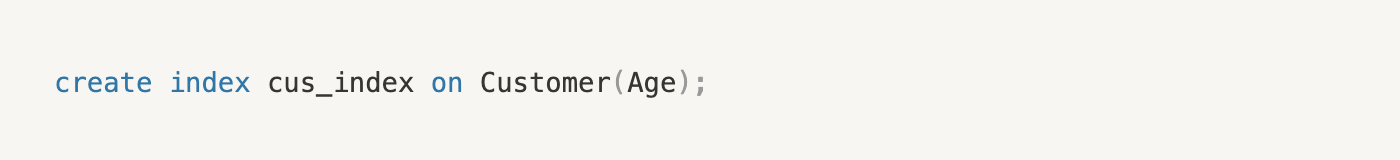 create index cus_index on Customer(Age);